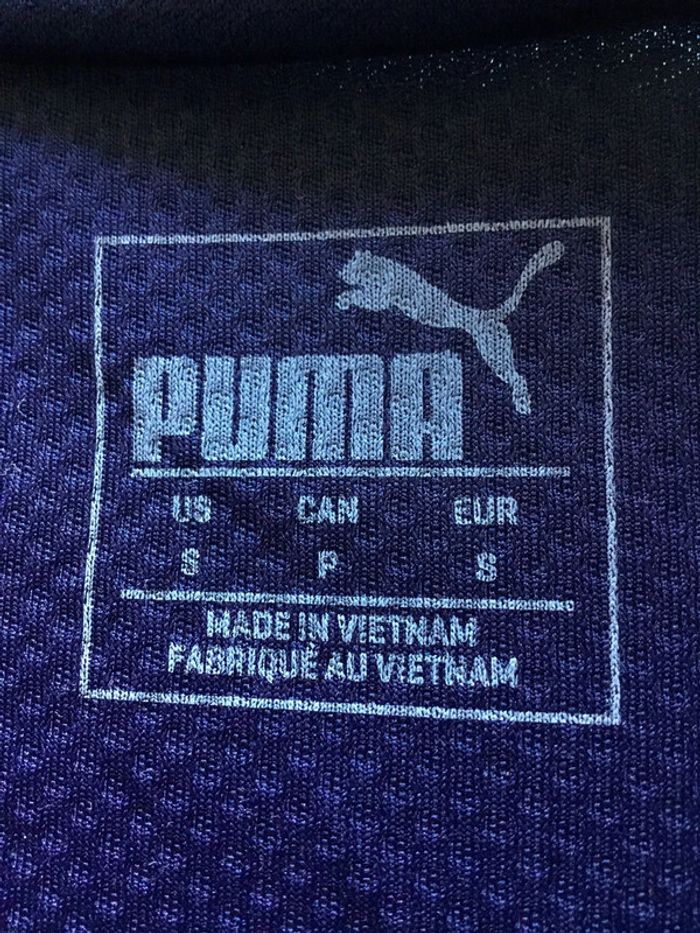 PUMA
US CAN EUR
S P S
MADE IN VIETNAM
FABRIQUÉ AU VIETNAM